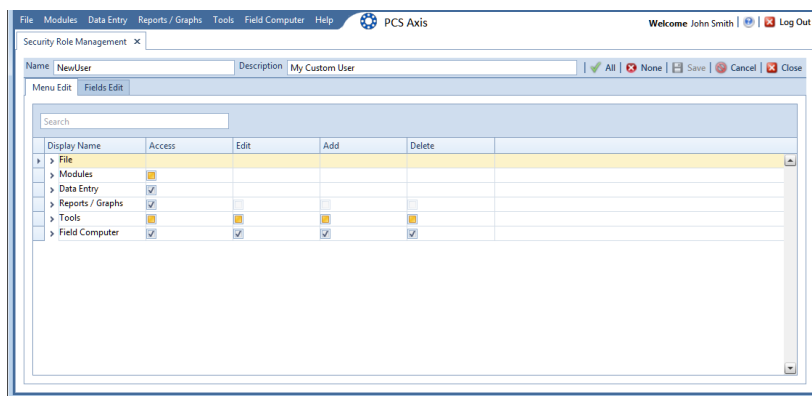 File Modules Data Entry Reports / Graphs Tools Field Computer Help PCS Axis Welcome John Smith | | Log Out
Security Role Management X
Name NewUser Description My Custom User | All | None | Save | Cancel | Close
Menu Edit Fields Edit
Search
Display Name Access Edit Add Delete
File
Modules
Data Entry
Reports / Graphs
Tools
Field Computer